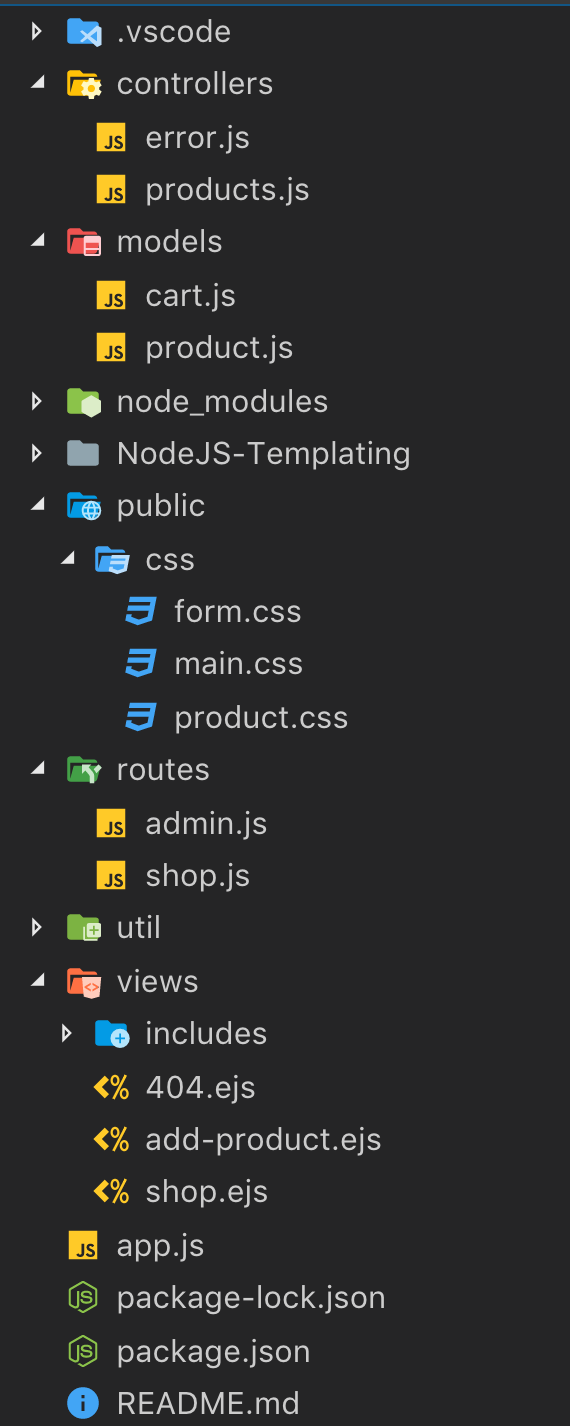 .vscode
controllers
error.js
products.js
models
cart.js
product.js
node_modules
NodeJS-Templating
public
css
form.css
main.css
product.css
routes
admin.js
shop.js
util
views
includes
404.ejs
add-product.ejs
shop.ejs
app.js
package-lock.json
package.json
README.md